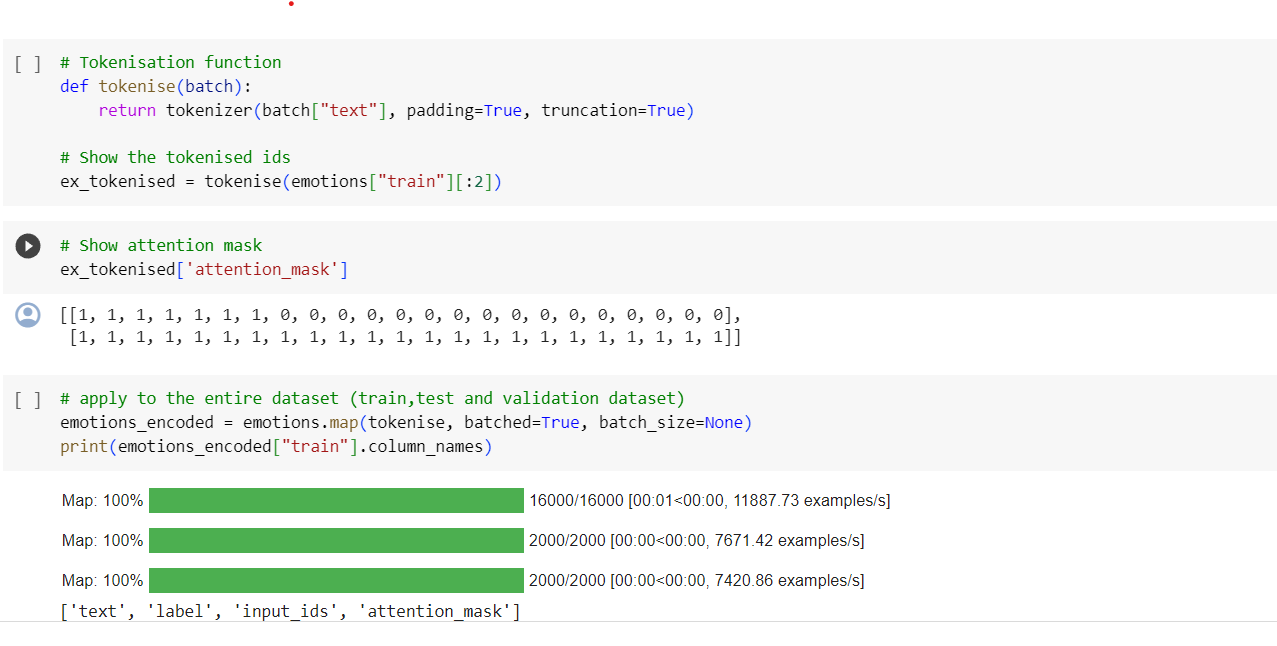 [ ] # Tokenisation function
def tokenise(batch):
    return tokenizer(batch["text"], padding=True, truncation=True)
# Show the tokenised ids
ex_tokenised = tokenise(emotions["train"][:2])
# Show attention mask
ex_tokenised['attention_mask']
[[1, 1, 1, 1, 1, 1, 1, 0, 0, 0, 0, 0, 0, 0, 0, 0, 0, 0, 0, 0, 0, 0, 0],
 [1, 1, 1, 1, 1, 1, 1, 1, 1, 1, 1, 1, 1, 1, 1, 1, 1, 1, 1, 1, 1, 1, 1]]
[ ] # apply to the entire dataset (train,test and validation dataset)
emotions_encoded = emotions.map(tokenise, batched=True, batch_size=None)
print(emotions_encoded["train"].column_names)
Map: 100% 16000/16000 [00:01<00:00, 11887.73 examples/s]
Map: 100% 2000/2000 [00:00<00:00, 7671.42 examples/s]
Map: 100% 2000/2000 [00:00<00:00, 7420.86 examples/s]
['text', 'label', 'input_ids', 'attention_mask']